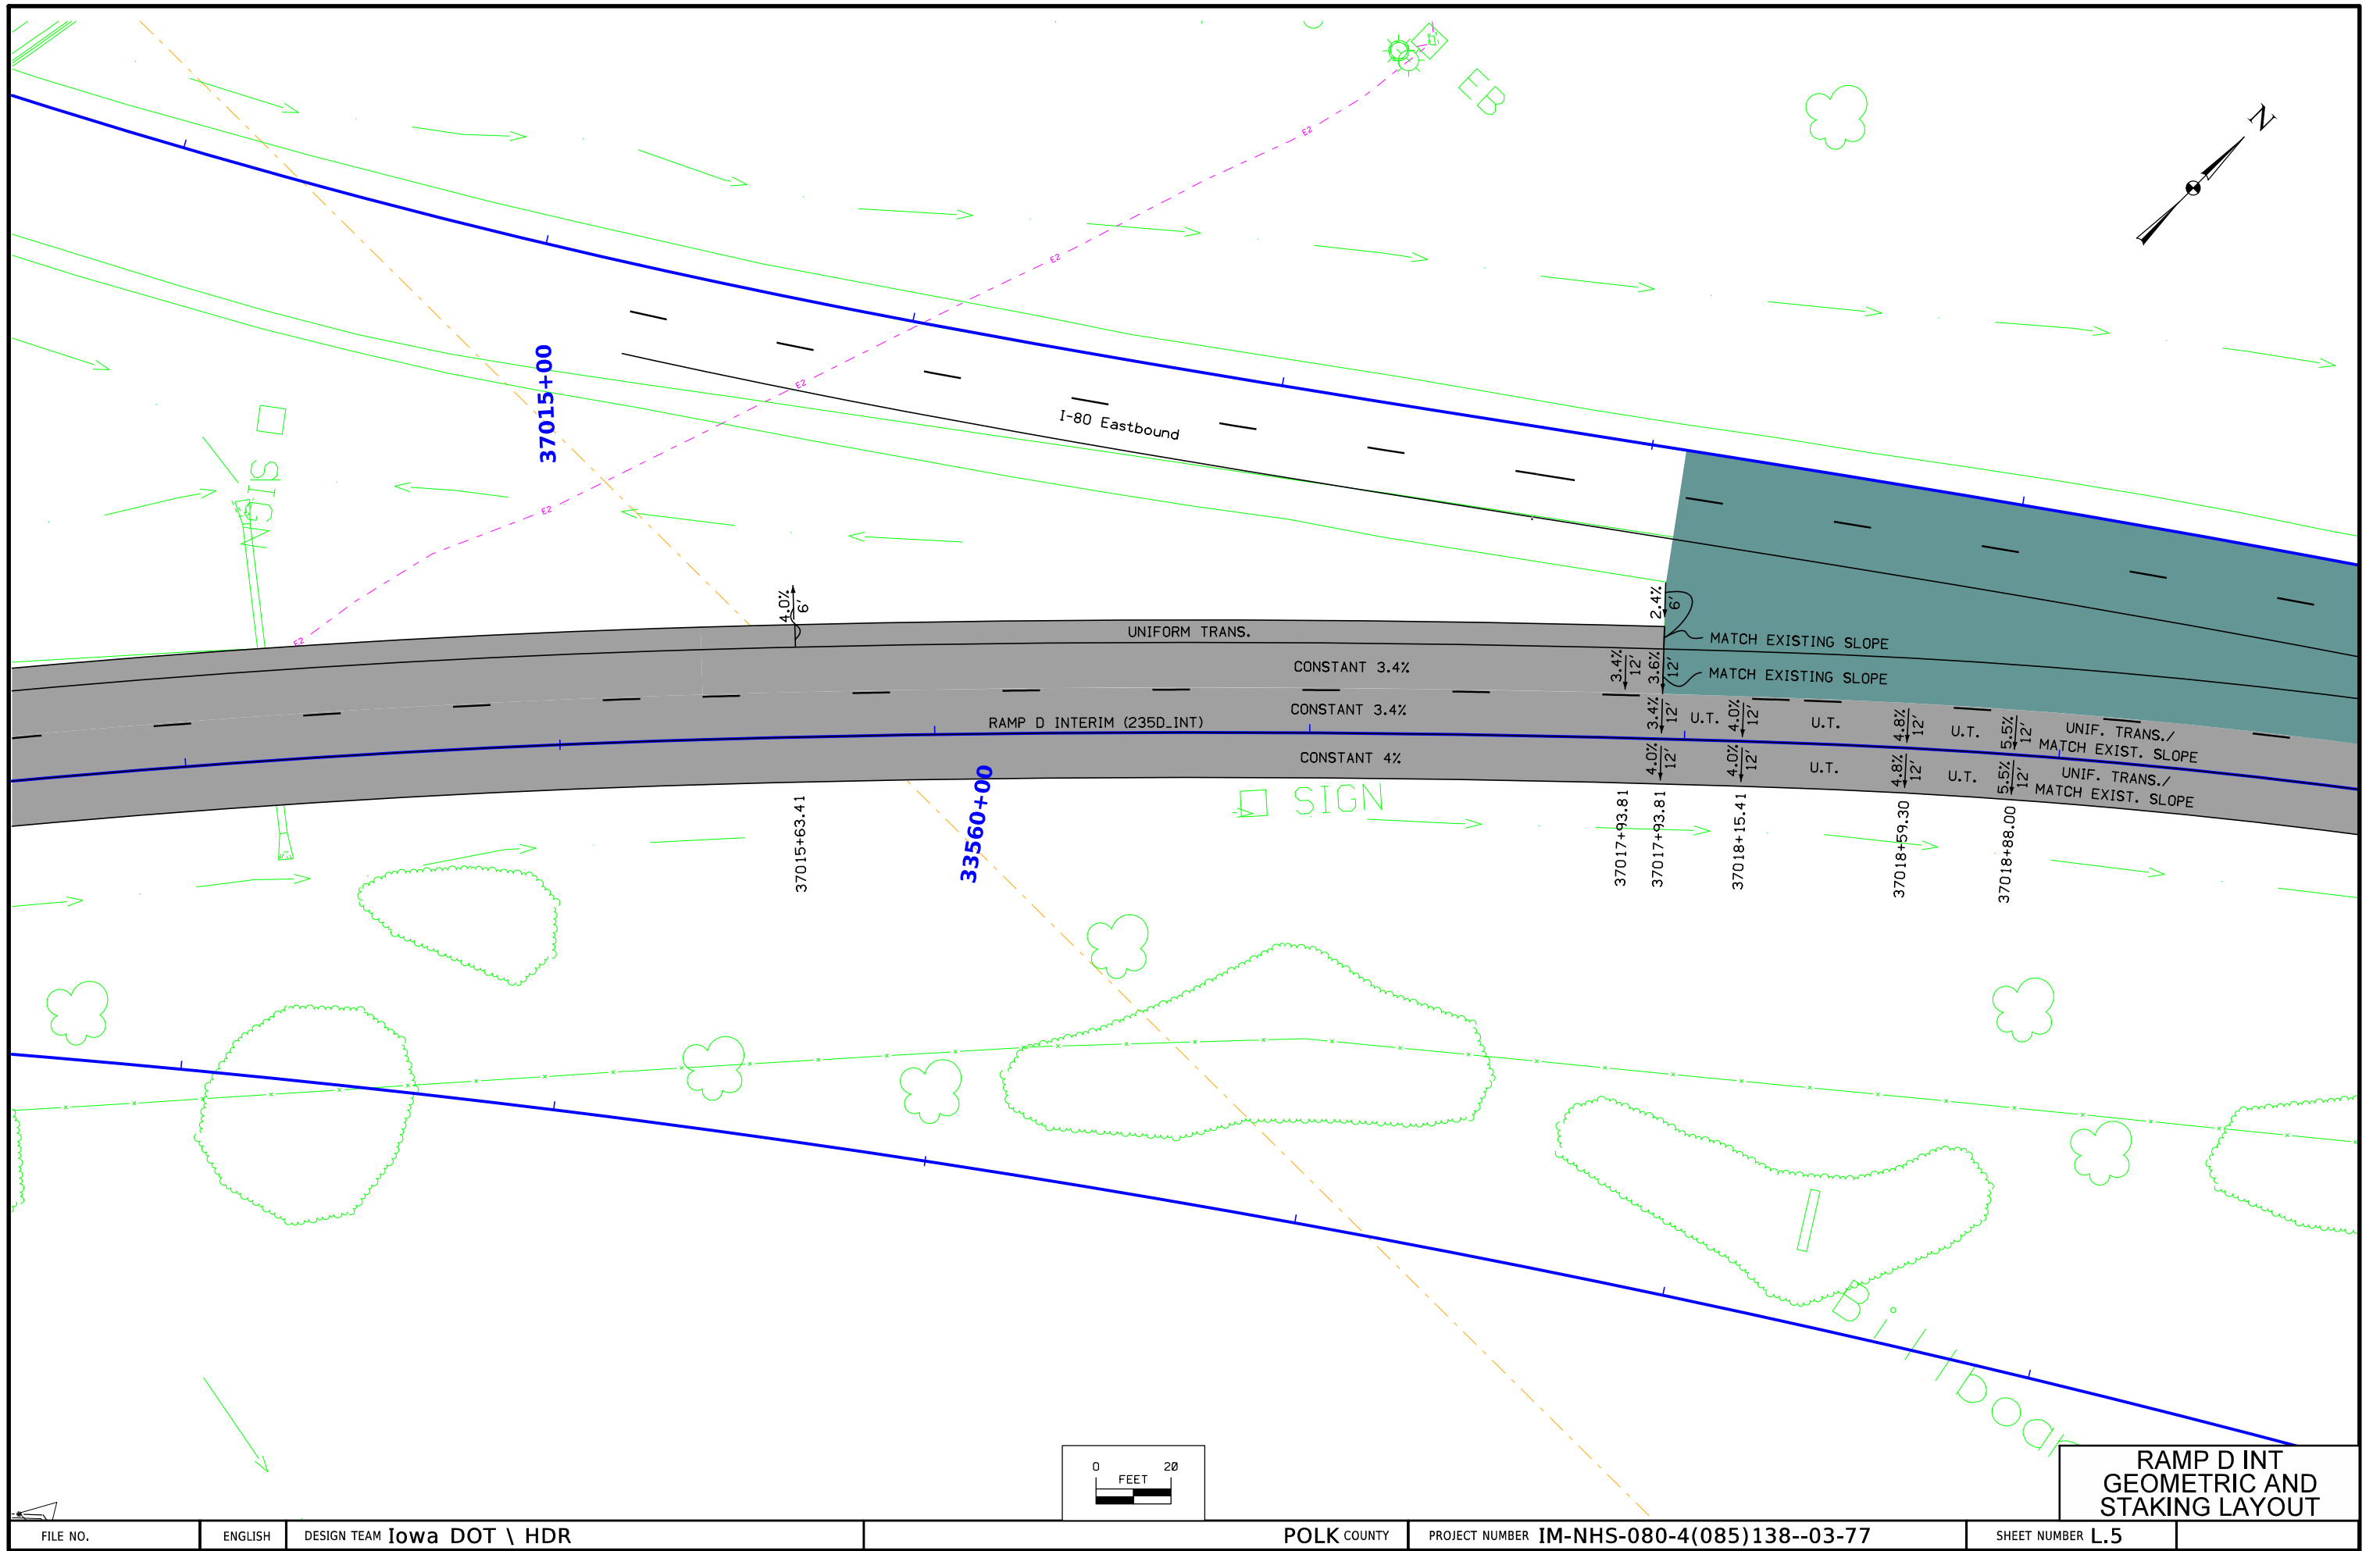 EB
N
37015+00
I-80 Eastbound
SIGN
E2
E2
E2
E2
E2
4.0%
6'
2.4%
6'
UNIFORM TRANS.
MATCH EXISTING SLOPE
CONSTANT 3.4%
3.4%
12'
3.6%
12'
MATCH EXISTING SLOPE
CONSTANT 3.4%
RAMP D INTERIM (235D_INT)
3.4%
12'
U.T.
4.0%
12'
U.T.
4.8%
12'
U.T.
5.5%
12'
UNIF. TRANS./
MATCH EXIST. SLOPE
CONSTANT 4%
4.0%
12'
4.0%
12'
U.T.
4.8%
12'
U.T.
5.5%
12'
UNIF. TRANS./
MATCH EXIST. SLOPE
37015+63.41
33560+00
SIGN
37017+93.81
37017+93.81
37018+15.41
37018+59.30
37018+88.00
0 20
FEET
RAMP D INT
GEOMETRIC AND
STAKING LAYOUT
FILE NO.
ENGLISH
DESIGN TEAM Iowa DOT \ HDR
POLK COUNTY
PROJECT NUMBER IM-NHS-080-4(085)138--03-77
SHEET NUMBER L.5